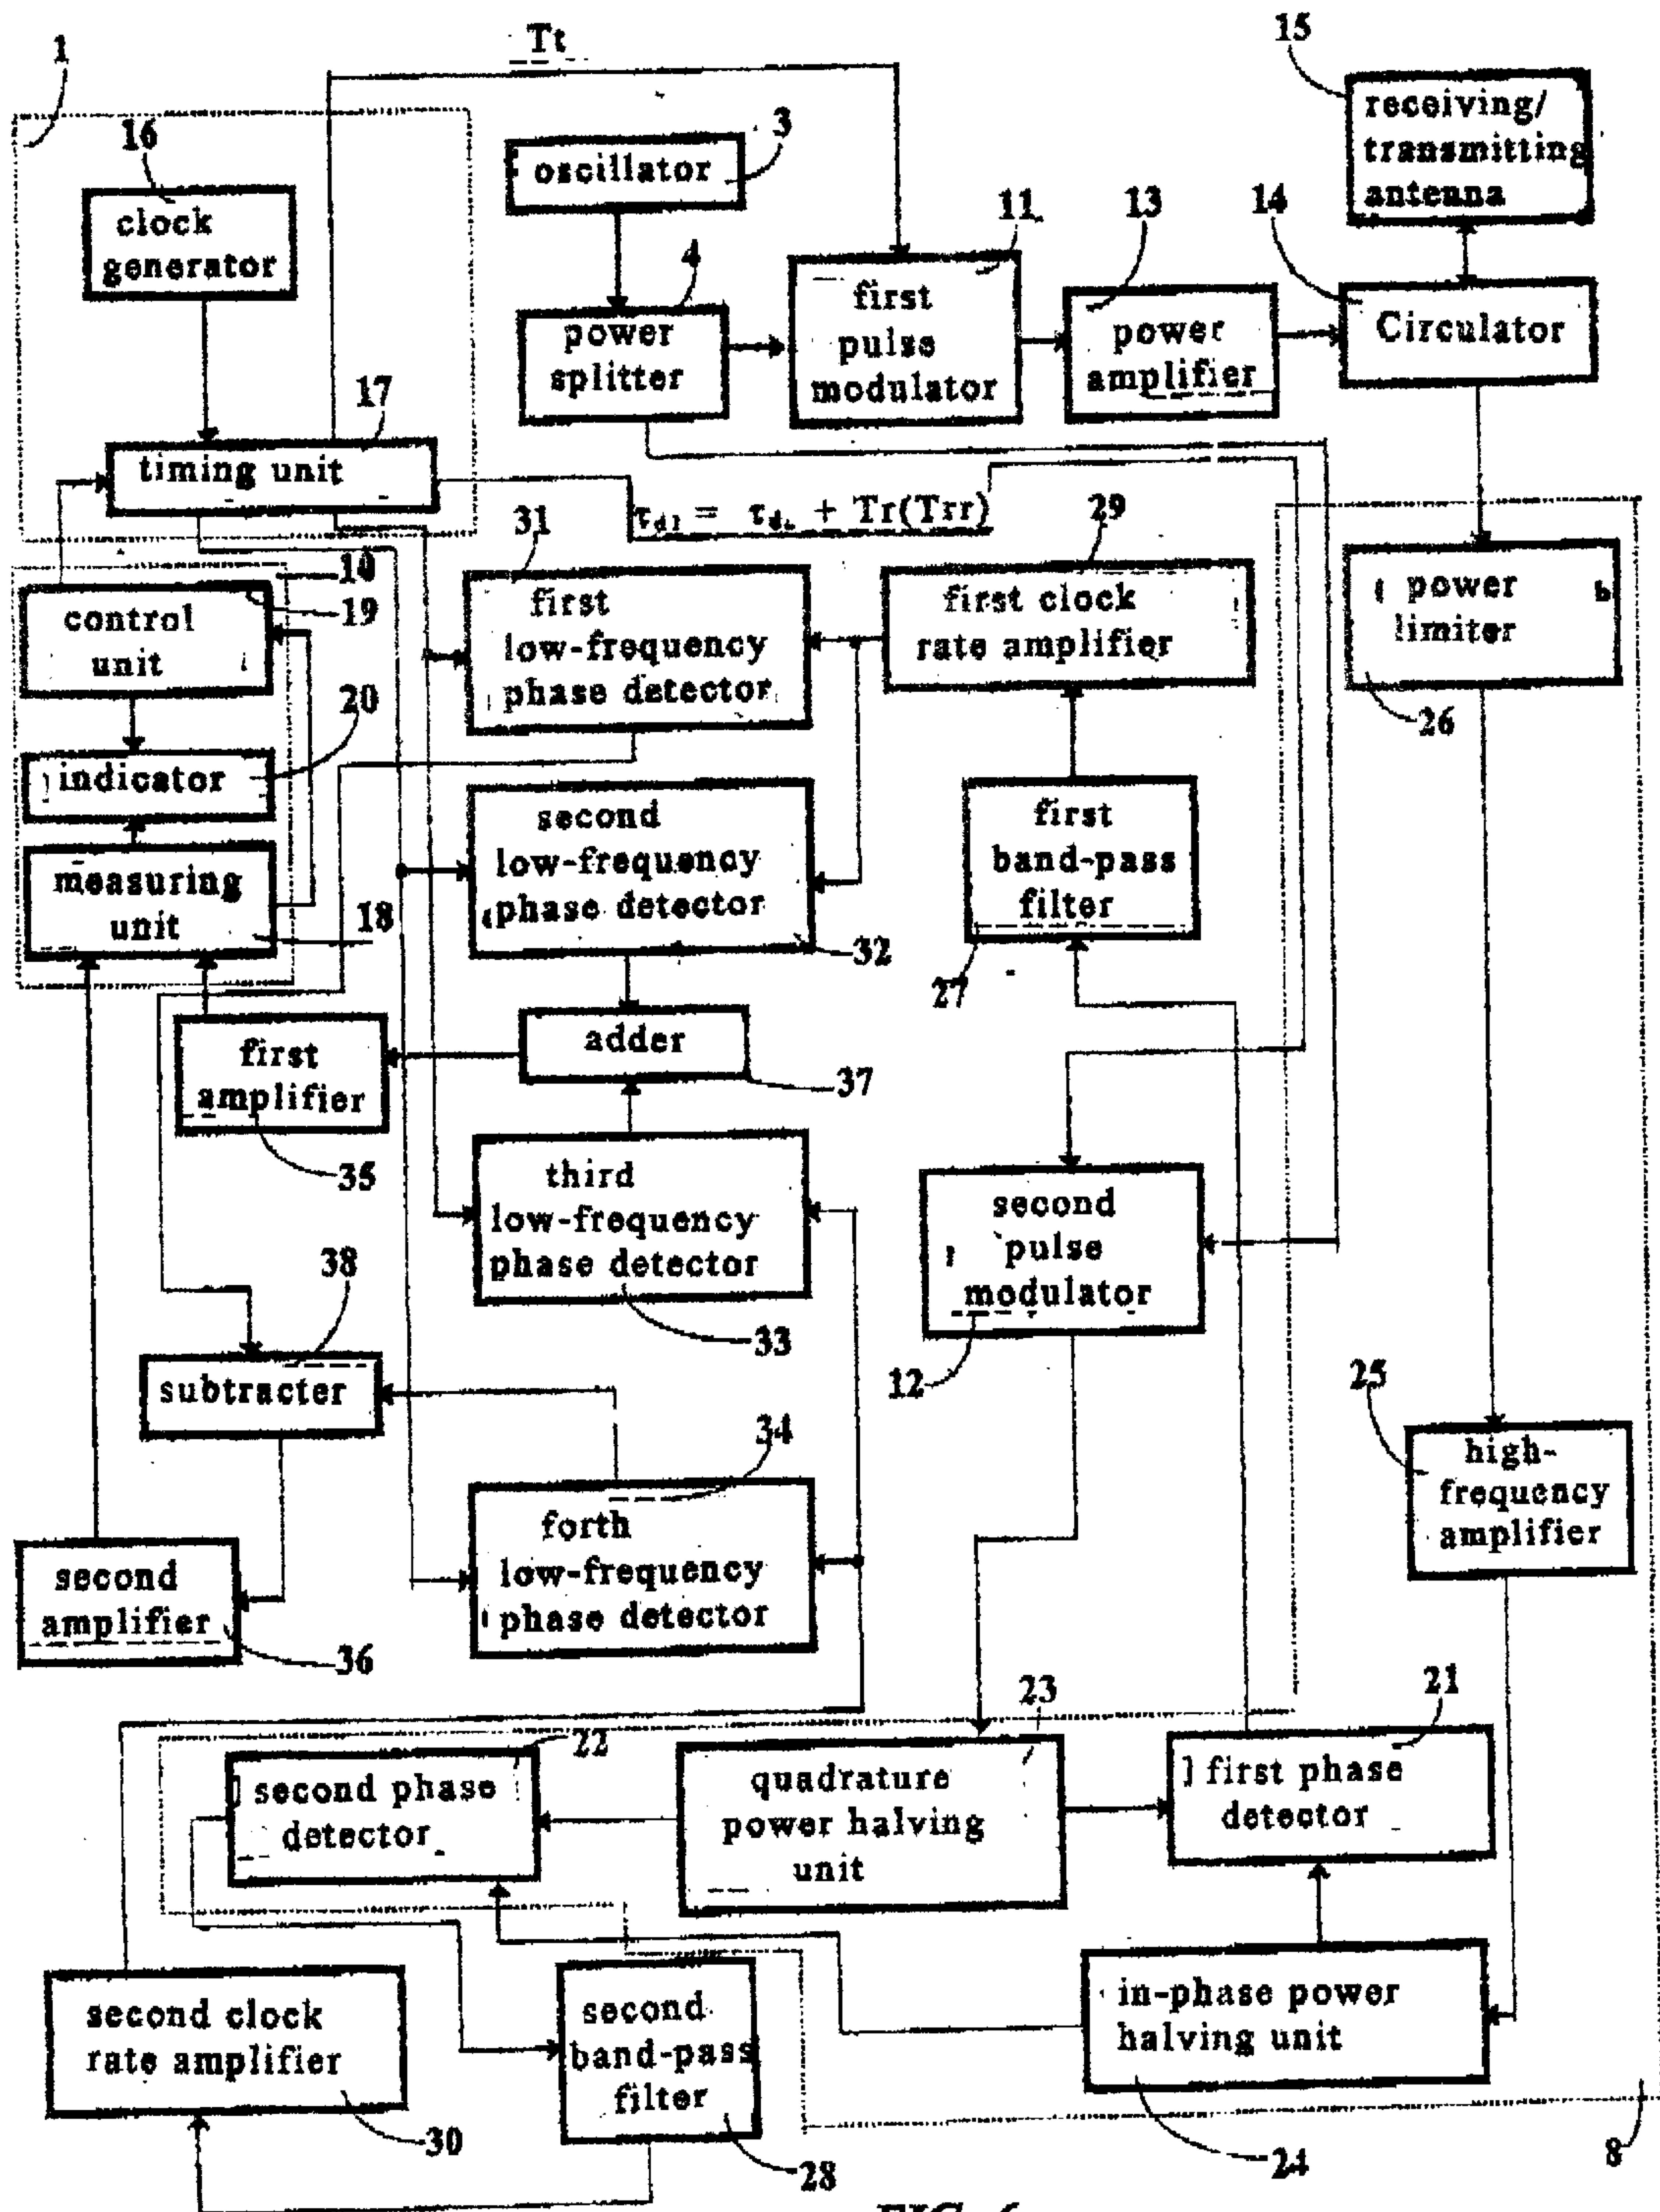 Tt
1
15
receiving/
transmitting
antenna
16
clock
generator
3
oscillator
4
power
splitter
11
first
pulse
modulator
13
power
amplifier
14
Circulator
17
timing unit
τd1 = τd. + Tr(Trr)
31
first
low-frequency
phase detector
29
first clock
rate amplifier
10
19
control
unit
power
limiter
26
20
indicator
second
low-frequency
phase detector
32
first
band-pass
filter
27
measuring
unit
18
adder
37
first
amplifier
35
third
low-frequency
phase detector
33
second
pulse
modulator
12
38
subtracter
34
forth
low-frequency
phase detector
25
high-
frequency
amplifier
second
amplifier
36
22
second phase
detector
23
quadrature
power halving
unit
21
first phase
detector
second clock
rate amplifier
30
second
band-pass
filter
28
in-phase power
halving unit
24
8